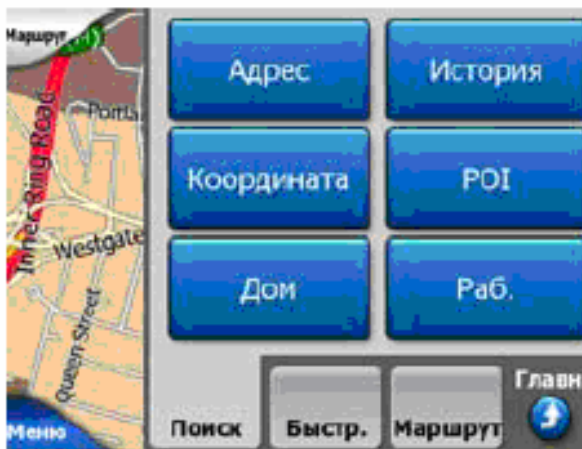 Маршрут
Адрес
История
Portla
Inner Ring Road
Координата
POI
Westgate
Дом
Раб.
Queen Street
Главн
Меню
Поиск
Быстр.
Маршрут